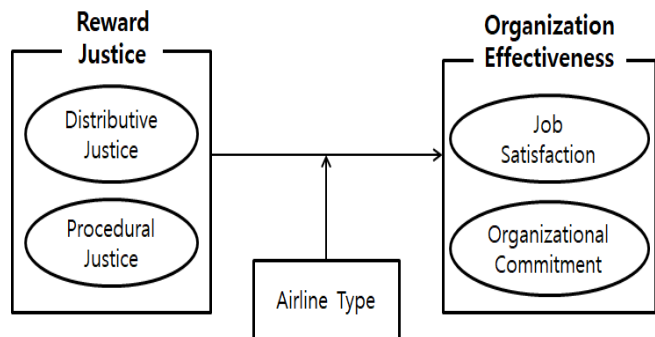 Reward
Justice
Distributive
Justice
Procedural
Justice
Airline Type
Organization
Effectiveness
Job
Satisfaction
Organizational
Commitment